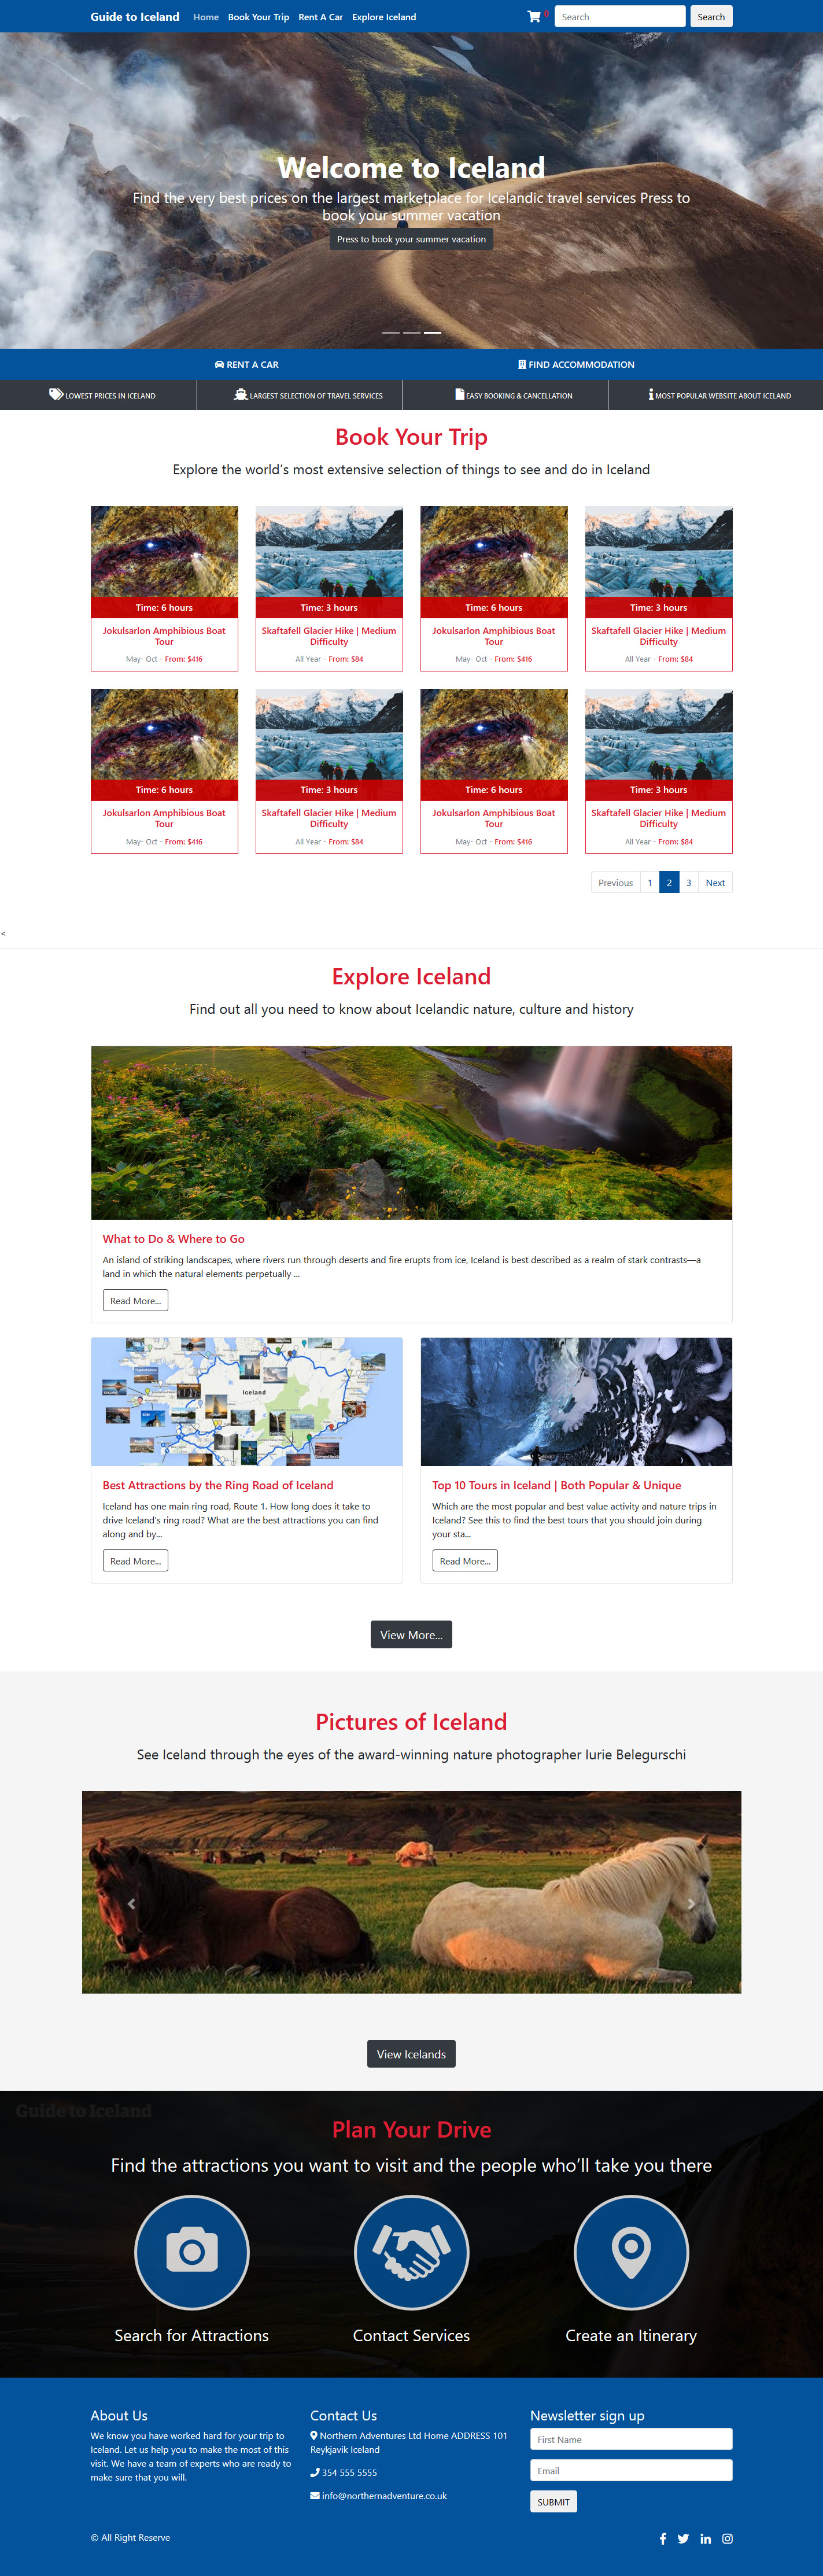 Guide to Iceland Home Book Your Trip Rent A Car Explore Iceland 0 Search Search
Welcome to Iceland
Find the very best prices on the largest marketplace for Icelandic travel services Press to
book your summer vacation
Press to book your summer vacation
RENT A CAR FIND ACCOMMODATION
LOWEST PRICES IN ICELAND LARGEST SELECTION OF TRAVEL SERVICES EASY BOOKING & CANCELLATION MOST POPULAR WEBSITE ABOUT ICELAND
Book Your Trip
Explore the world's most extensive selection of things to see and do in Iceland
Time: 6 hours Time: 3 hours Time: 6 hours Time: 3 hours
Jokulsarlon Amphibious Boat Skaftafell Glacier Hike | Medium Jokulsarlon Amphibious Boat Skaftafell Glacier Hike | Medium
Tour Difficulty Tour Difficulty
May- Oct - From: $416 All Year - From: $84 May- Oct - From: $416 All Year - From: $84
Time: 6 hours Time: 3 hours Time: 6 hours Time: 3 hours
Jokulsarlon Amphibious Boat Skaftafell Glacier Hike | Medium Jokulsarlon Amphibious Boat Skaftafell Glacier Hike | Medium
Tour Difficulty Tour Difficulty
May- Oct - From: $416 All Year - From: $84 May- Oct - From: $416 All Year - From: $84
Previous 1 2 3 Next
<
Explore Iceland
Find out all you need to know about Icelandic nature, culture and history
What to Do & Where to Go
An island of striking landscapes, where rivers run through deserts and fire erupts from ice, Iceland is best described as a realm of stark contrasts—a
land in which the natural elements perpetually ...
Read More...
Iceland
Best Attractions by the Ring Road of Iceland
Iceland has one main ring road, Route 1. How long does it take to
drive Iceland's ring road? What are the best attractions you can find
along and by...
Read More...
Top 10 Tours in Iceland | Both Popular & Unique
Which are the most popular and best value activity and nature trips in
Iceland? See this to find the best tours that you should join during
your sta...
Read More...
View More...
Pictures of Iceland
See Iceland through the eyes of the award-winning nature photographer Iurie Belegurschi
View Icelands
Guide to Iceland
Plan Your Drive
Find the attractions you want to visit and the people who'll take you there
Search for Attractions Contact Services Create an Itinerary
About Us
We know you have worked hard for your trip to
Iceland. Let us help you to make the most of this
visit. We have a team of experts who are ready to
make sure that you will.
Contact Us
Northern Adventures Ltd Home ADDRESS 101
Reykjavik Iceland
354 555 5555
info@northernadventure.co.uk
Newsletter sign up
First Name
Email
SUBMIT
© All Right Reserve